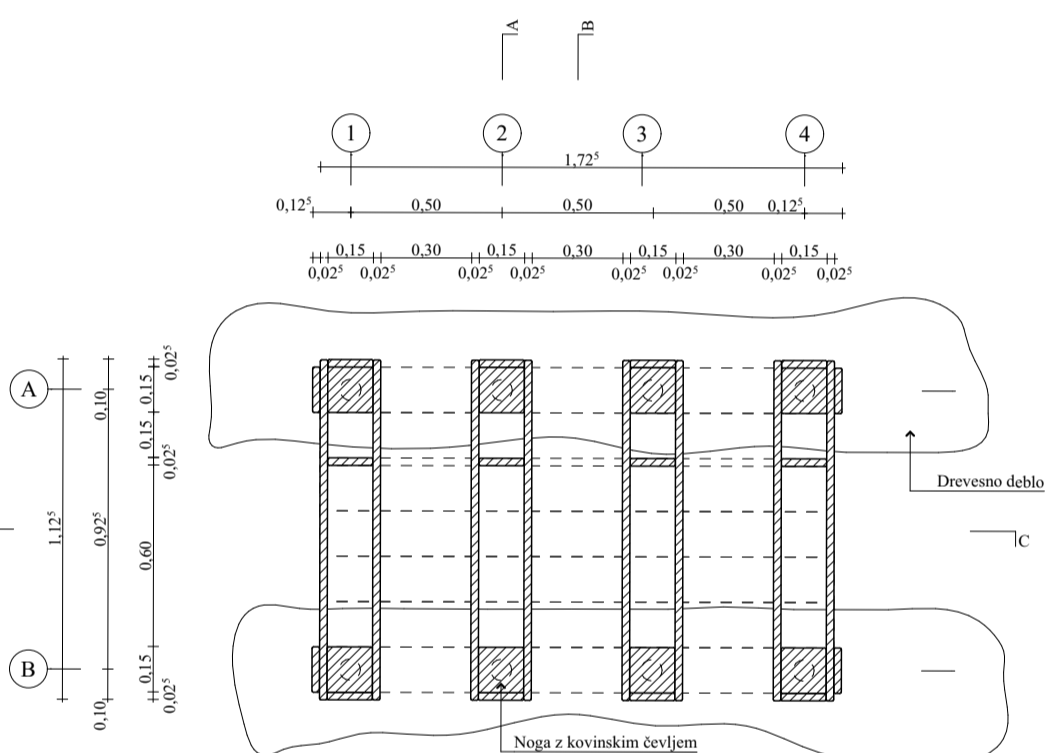 A
B
1
2
3
4
1,72⁵
0,12⁵ 0,50 0,50 0,50 0,12⁵
0,15 0,30 0,15 0,30 0,15 0,30 0,15
0,02⁵ 0,02⁵ 0,02⁵ 0,02⁵ 0,02⁵ 0,02⁵ 0,02⁵ 0,02⁵
A
B
1,12⁵
0,10
0,92⁵
0,10
0,02⁵
0,15
0,15
0,02⁵
0,60
0,15
0,02⁵
Drevesno deblo
C
Noga z kovinskim čevljem